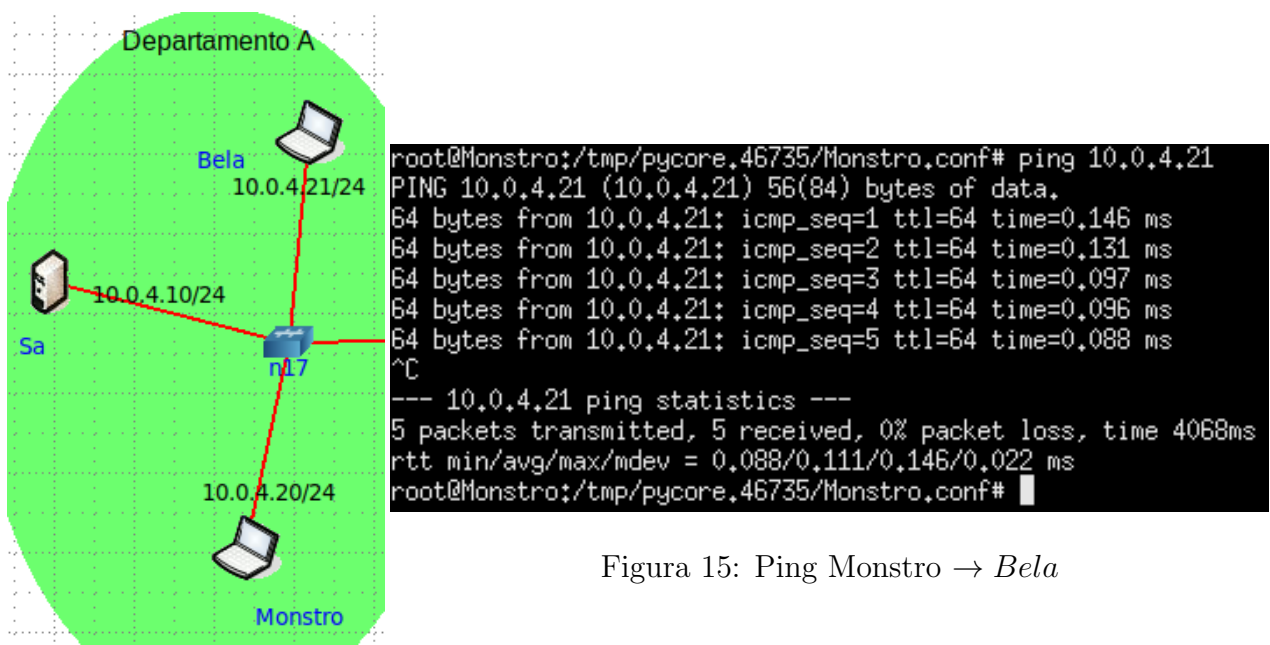 Departamento A
Bela
10.0.4.21/24
10.0.4.10/24
Sa
n17
10.0.4.20/24
Monstro
root@Monstro:/tmp/pycore.46735/Monstro.conf# ping 10.0.4.21
PING 10.0.4.21 (10.0.4.21) 56(84) bytes of data.
64 bytes from 10.0.4.21: icmp_seq=1 ttl=64 time=0.146 ms
64 bytes from 10.0.4.21: icmp_seq=2 ttl=64 time=0.131 ms
64 bytes from 10.0.4.21: icmp_seq=3 ttl=64 time=0.097 ms
64 bytes from 10.0.4.21: icmp_seq=4 ttl=64 time=0.096 ms
64 bytes from 10.0.4.21: icmp_seq=5 ttl=64 time=0.088 ms
^C
--- 10.0.4.21 ping statistics ---
5 packets transmitted, 5 received, 0% packet loss, time 4068ms
rtt min/avg/max/mdev = 0.088/0.111/0.146/0.022 ms
root@Monstro:/tmp/pycore.46735/Monstro.conf#
Figura 15: Ping Monstro → Bela